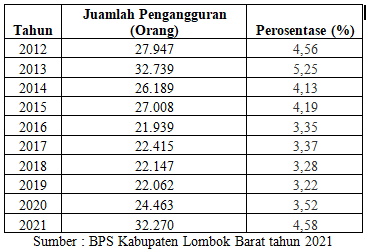 Tahun Juamlah Pengangguran (Orang) Perosentase (%)
2012 27.947 4,56
2013 32.739 5,25
2014 26.189 4,13
2015 27.008 4,19
2016 21.939 3,35
2017 22.415 3,37
2018 22.147 3,28
2019 22.062 3,22
2020 24.463 3,52
2021 32.270 4,58
Sumber : BPS Kabupaten Lombok Barat tahun 2021